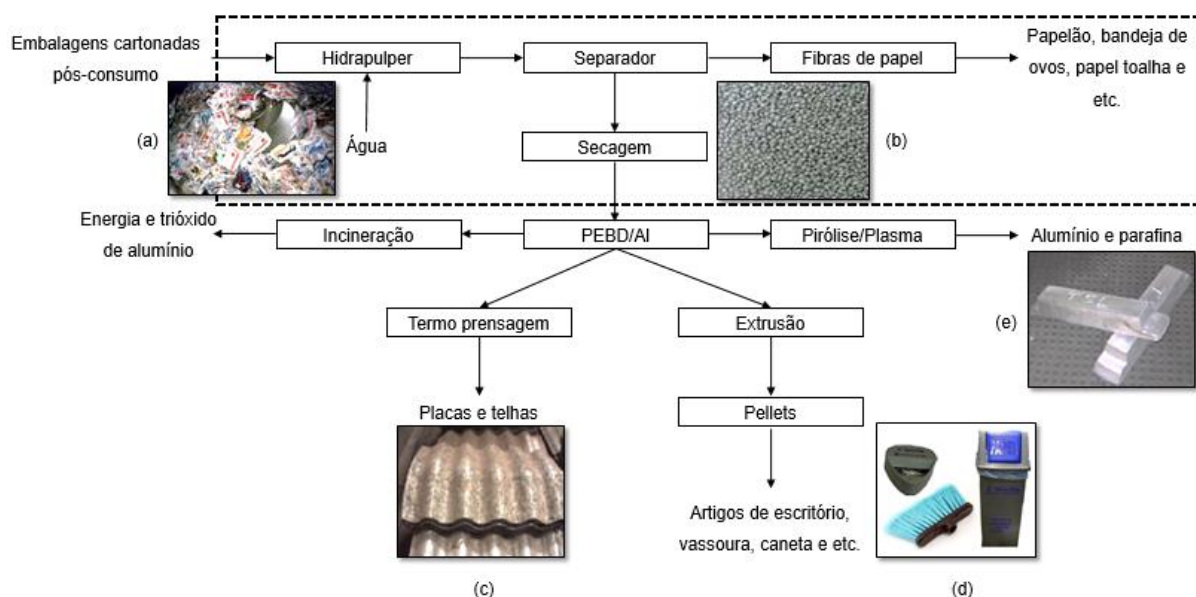 Embalagens cartonadas
pós-consumo
Hidrapulper
Separador
Fibras de papel
Papelão, bandeja de
ovos, papel toalha e
etc.
(a)
Água
Secagem
(b)
Energia e trióxido
de alumínio
Incineração
PEBD/Al
Pirólise/Plasma
Alumínio e parafina
Termo prensagem
Extrusão
(e)
Placas e telhas
Pellets
Artigos de escritório,
vassoura, caneta e etc.
(c)
(d)